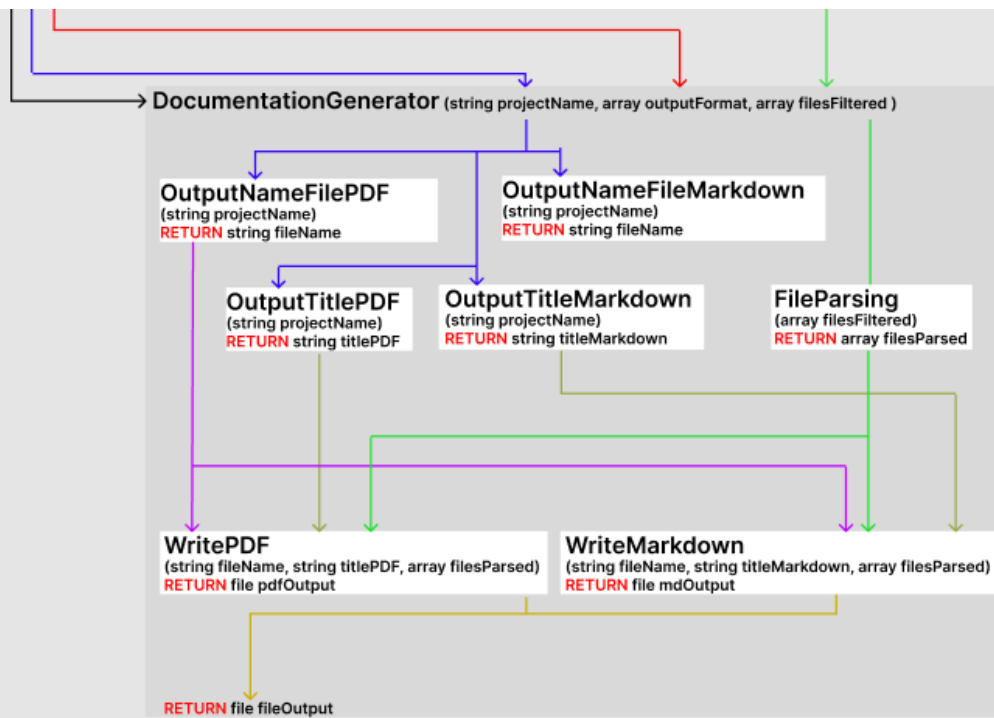 DocumentationGenerator (string projectName, array outputFormat, array filesFiltered )
OutputNameFilePDF
(string projectName)
RETURN string fileName
OutputNameFileMarkdown
(string projectName)
RETURN string fileName
OutputTitlePDF
(string projectName)
RETURN string titlePDF
OutputTitleMarkdown
(string projectName)
RETURN string titleMarkdown
FileParsing
(array filesFiltered)
RETURN array filesParsed
WritePDF
(string fileName, string titlePDF, array filesParsed)
RETURN file pdfOutput
WriteMarkdown
(string fileName, string titleMarkdown, array filesParsed)
RETURN file mdOutput
RETURN file fileOutput